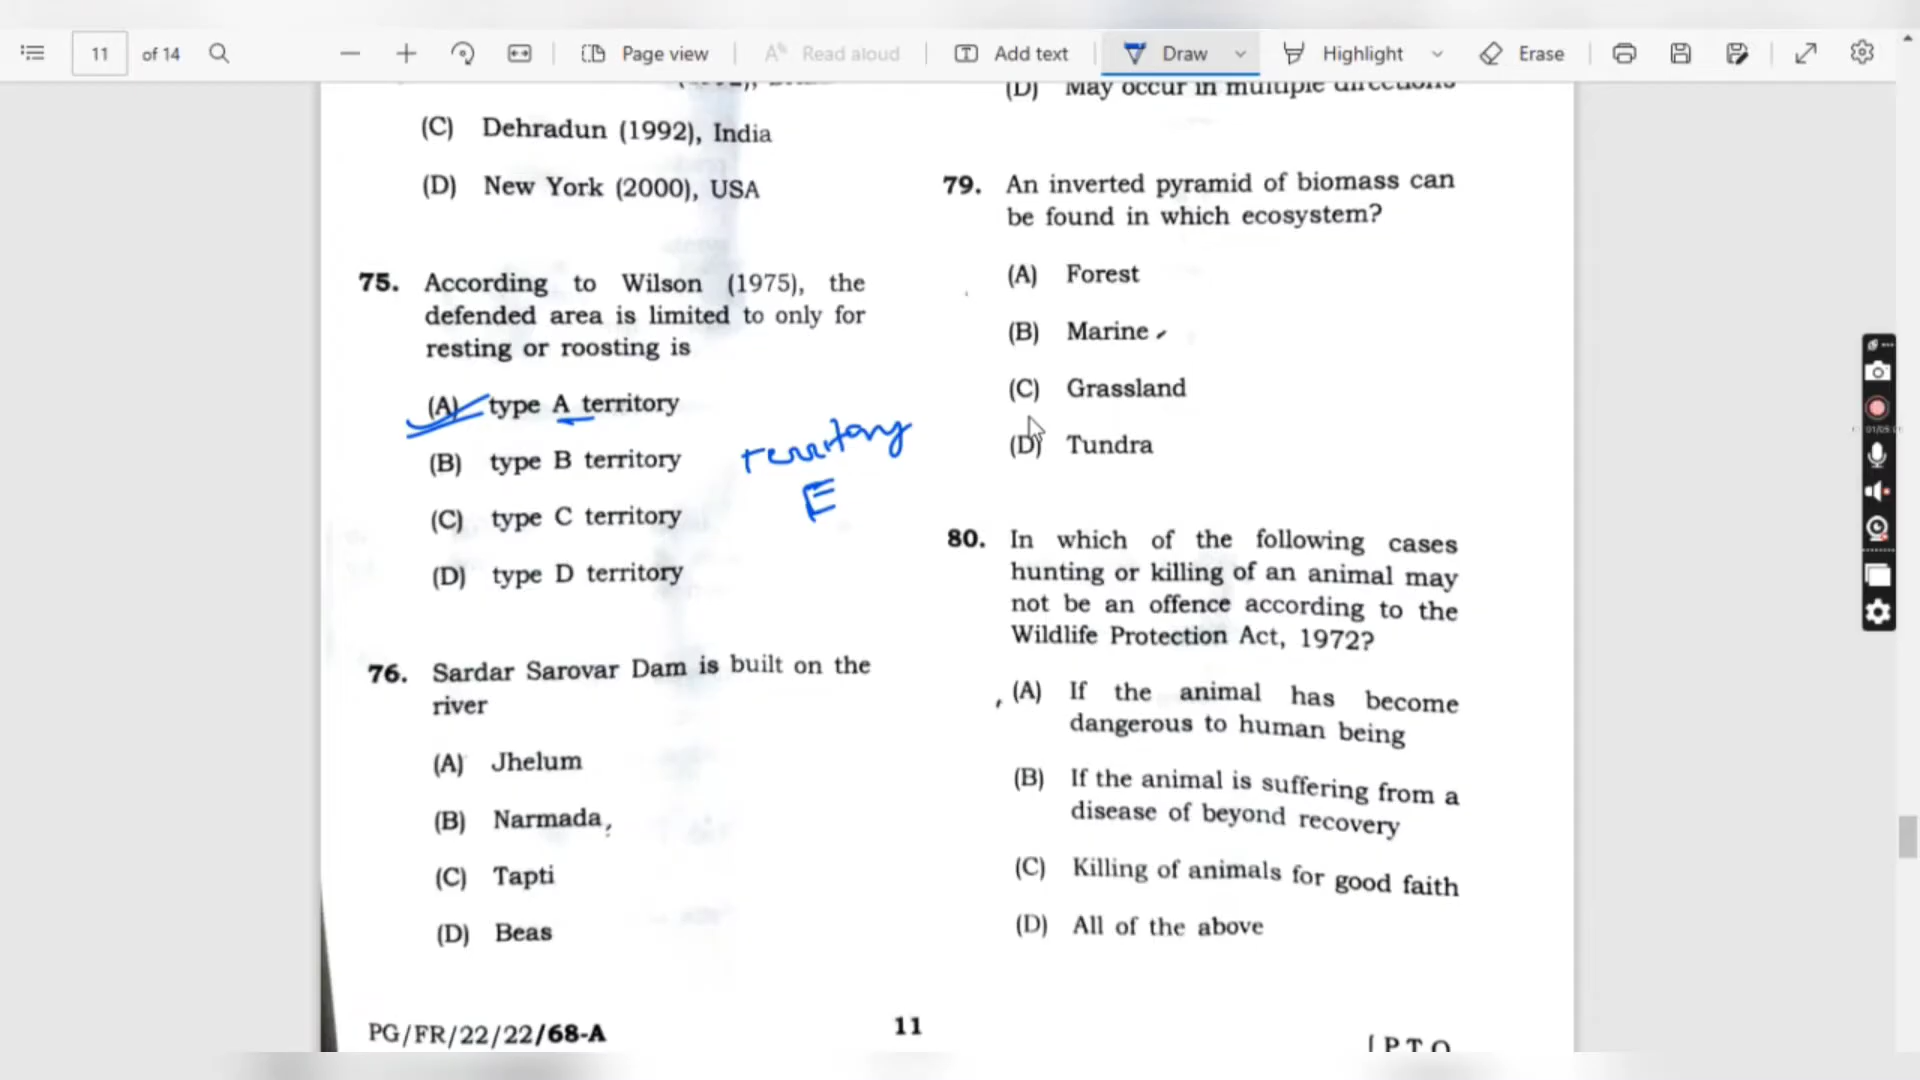 11 of 14 Page view Read aloud Add text Draw Highlight Erase
(C) Dehradun (1992), India
(D) New York (2000), USA
75. According to Wilson (1975), the
defended area is limited to only for
resting or roosting is
(A) type A territory
(B) type B territory
(C) type C territory
(D) type D territory
territory
E
76. Sardar Sarovar Dam is built on the
river
(A) Jhelum
(B) Narmada
(C) Tapti
(D) Beas
(D) May occur in multiple directions
79. An inverted pyramid of biomass can
be found in which ecosystem?
(A) Forest
(B) Marine
(C) Grassland
(D) Tundra
80. In which of the following cases
hunting or killing of an animal may
not be an offence according to the
Wildlife Protection Act, 1972?
(A) If the animal has become
dangerous to human being
(B) If the animal is suffering from a
disease of beyond recovery
(C) Killing of animals for good faith
(D) All of the above
PG/FR/22/22/68-A
11
[ P T O